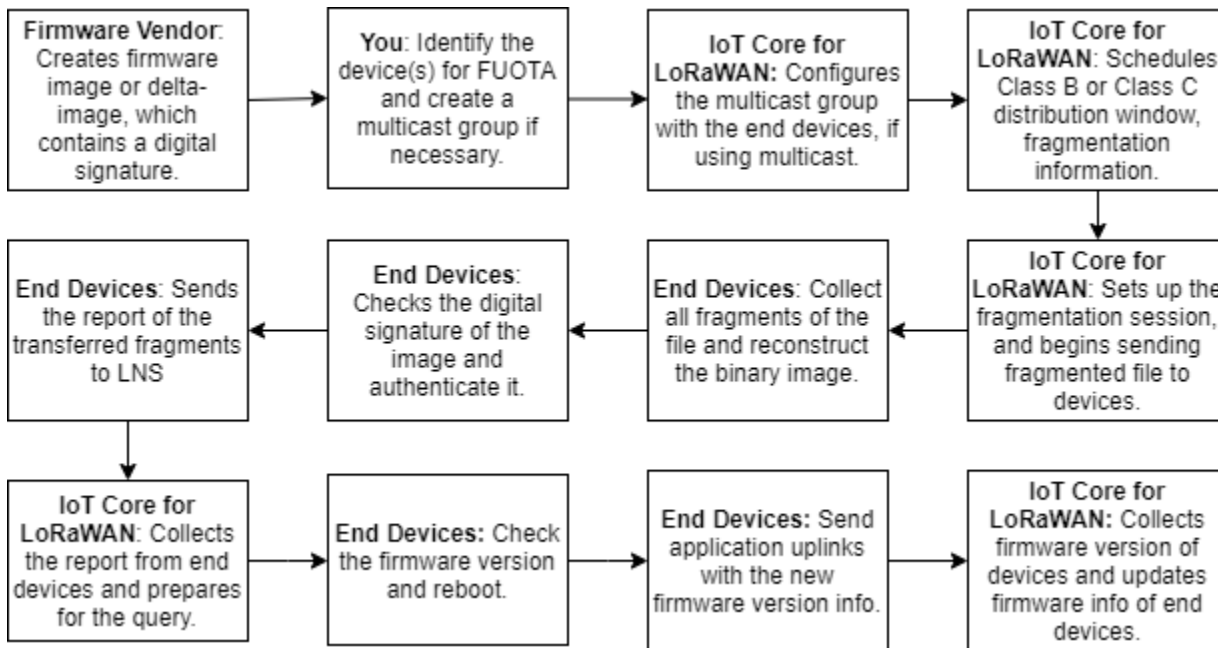 Firmware Vendor:
Creates firmware
image or delta-
image, which
contains a digital
signature.
You: Identify the
device(s) for FUOTA
and create a
multicast group if
necessary.
IoT Core for
LoRaWAN: Configures
the multicast group
with the end devices, if
using multicast.
IoT Core for
LoRaWAN: Schedules
Class B or Class C
distribution window,
fragmentation
information.
End Devices: Sends
the report of the
transferred fragments
to LNS
End Devices:
Checks the digital
signature of the
image and
authenticate it.
End Devices: Collect
all fragments of the
file and reconstruct
the binary image.
IoT Core for
LoRaWAN: Sets up the
fragmentation session,
and begins sending
fragmented file to
devices.
IoT Core for
LoRaWAN: Collects
the report from end
devices and prepares
for the query.
End Devices: Check
the firmware version
and reboot.
End Devices: Send
application uplinks
with the new
firmware version info.
IoT Core for
LoRaWAN: Collects
firmware version of
devices and updates
firmware info of end
devices.